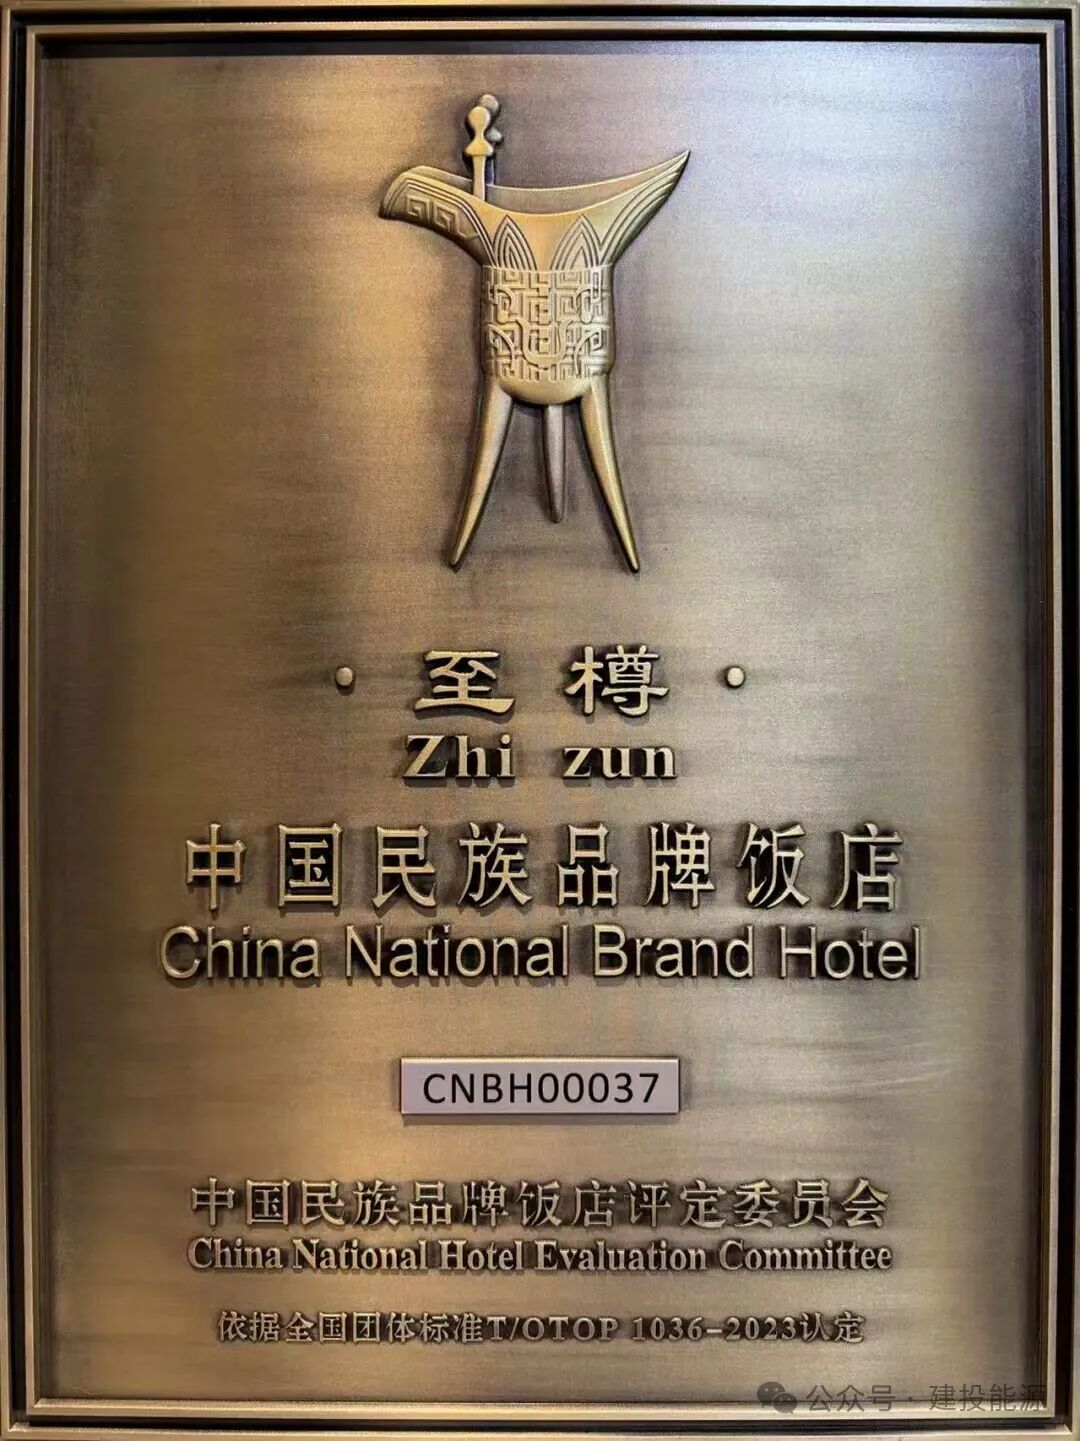 ·至樽·
Zhi zun
中国民族品牌饭店
China National Brand Hotel
CNBH00037
中国民族品牌饭店评定委员会
China National Hotel Evaluation Committee
依据全国团体标准T/OTOP 1036-2023认定
公众号·建投能源